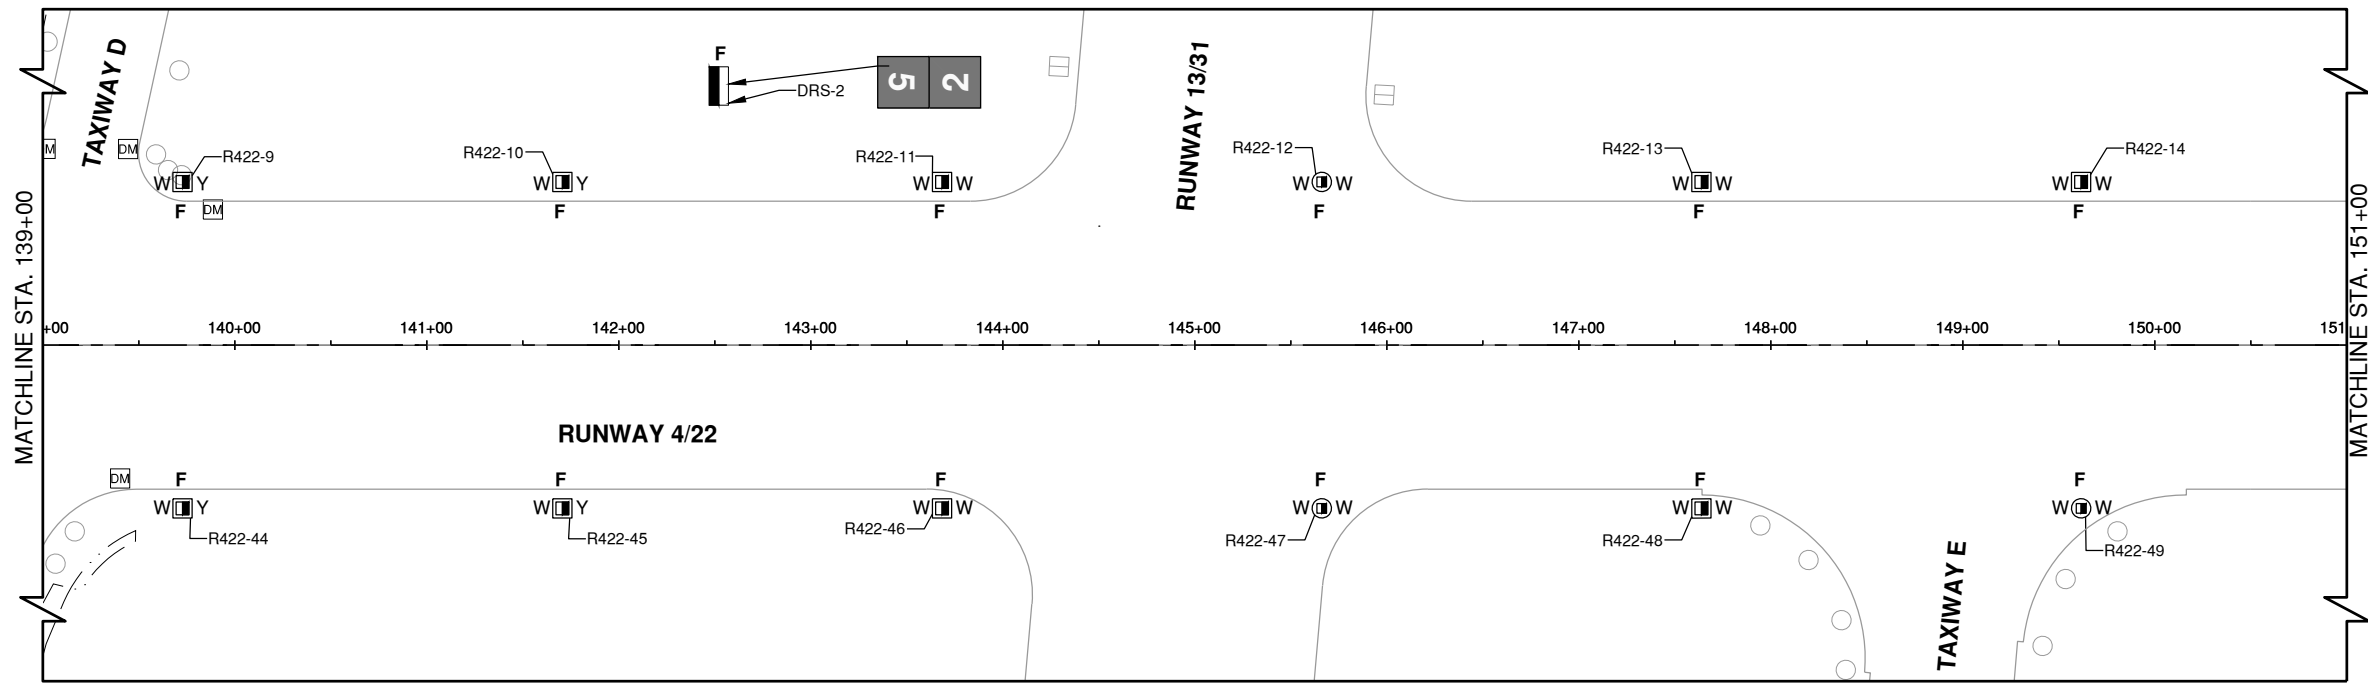 TAXIWAY D
F
DRS-2
5 2
RUNWAY 13/31
M
DM
R422-9
R422-10
R422-11
R422-12
R422-13
R422-14
W Y
W Y
W W
W W
W W
W W
F
DM
F
F
F
F
F
MATCHLINE STA. 139+00
MATCHLINE STA. 151+00
+00
140+00
141+00
142+00
143+00
144+00
145+00
146+00
147+00
148+00
149+00
150+00
151
RUNWAY 4/22
DM
F
F
F
F
F
F
W Y
W Y
W W
W W
W W
W W
R422-44
R422-45
R422-46
R422-47
R422-48
R422-49
TAXIWAY E